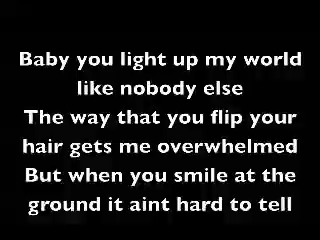 Baby you light up my world
like nobody else
The way that you flip your
hair gets me overwhelmed
But when you smile at the
ground it aint hard to tell